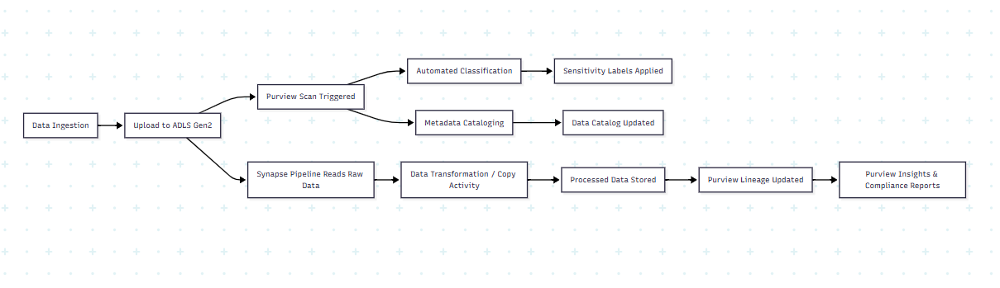 Data Ingestion
Upload to ADLS Gen2
Purview Scan Triggered
Automated Classification
Sensitivity Labels Applied
Metadata Cataloging
Data Catalog Updated
Synapse Pipeline Reads Raw
Data
Data Transformation / Copy
Activity
Processed Data Stored
Purview Lineage Updated
Purview Insights &
Compliance Reports